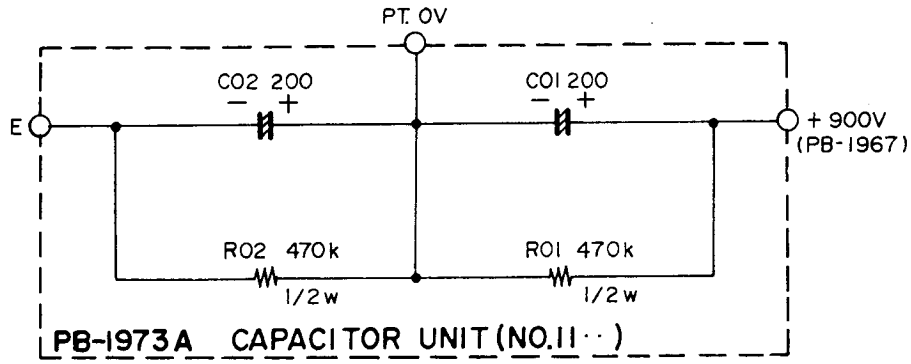 PT. 0V
C02 200
C01 200
- +
- +
E
+ 900V
(PB-1967)
R02 470k
R01 470k
1/2w
1/2w
PB-1973A CAPACITOR UNIT (NO.11··)